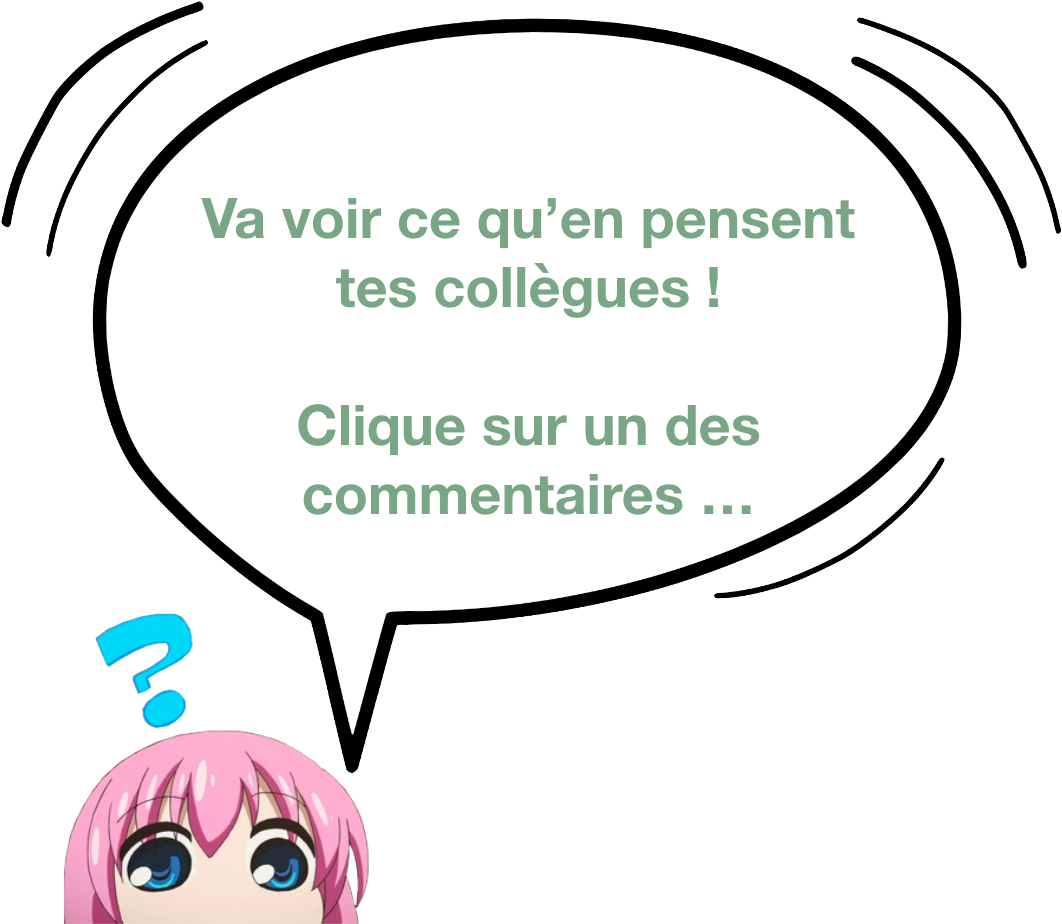 Va voir ce qu’en pensent
tes collègues !
Clique sur un des
commentaires …
?